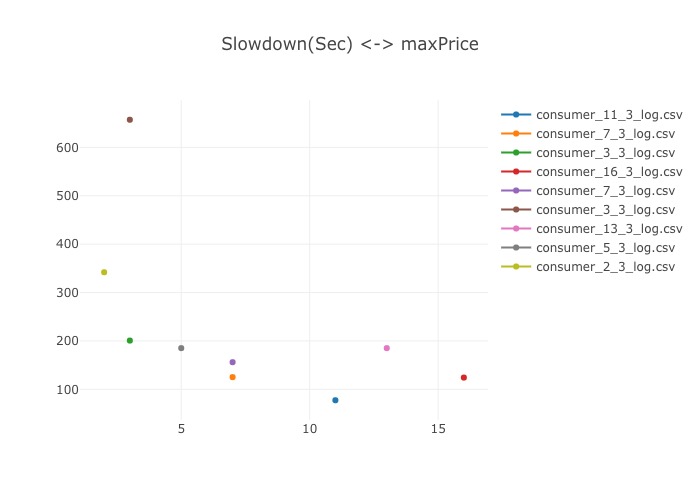 Slowdown(Sec) <-> maxPrice
consumer_11_3_log.csv
consumer_7_3_log.csv
consumer_3_3_log.csv
consumer_16_3_log.csv
consumer_7_3_log.csv
consumer_3_3_log.csv
consumer_13_3_log.csv
consumer_5_3_log.csv
consumer_2_3_log.csv
600
500
400
300
200
100
5 10 15